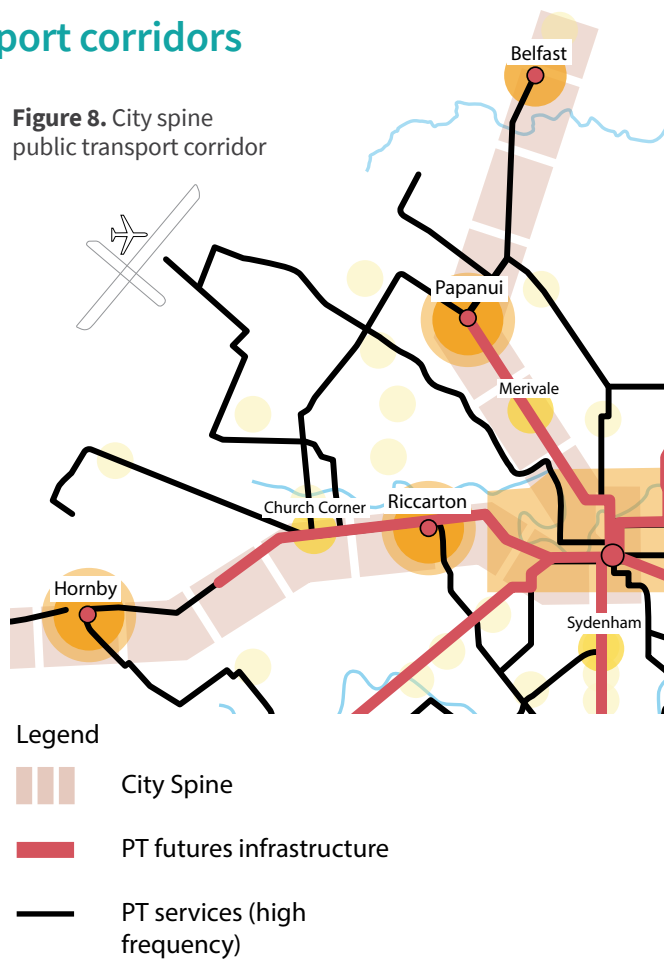 port corridors
Figure 8. City spine
public transport corridor
Belfast
Papanui
Merivale
Church Corner
Riccarton
Hornby
Sydenham
Legend
City Spine
PT futures infrastructure
PT services (high
frequency)